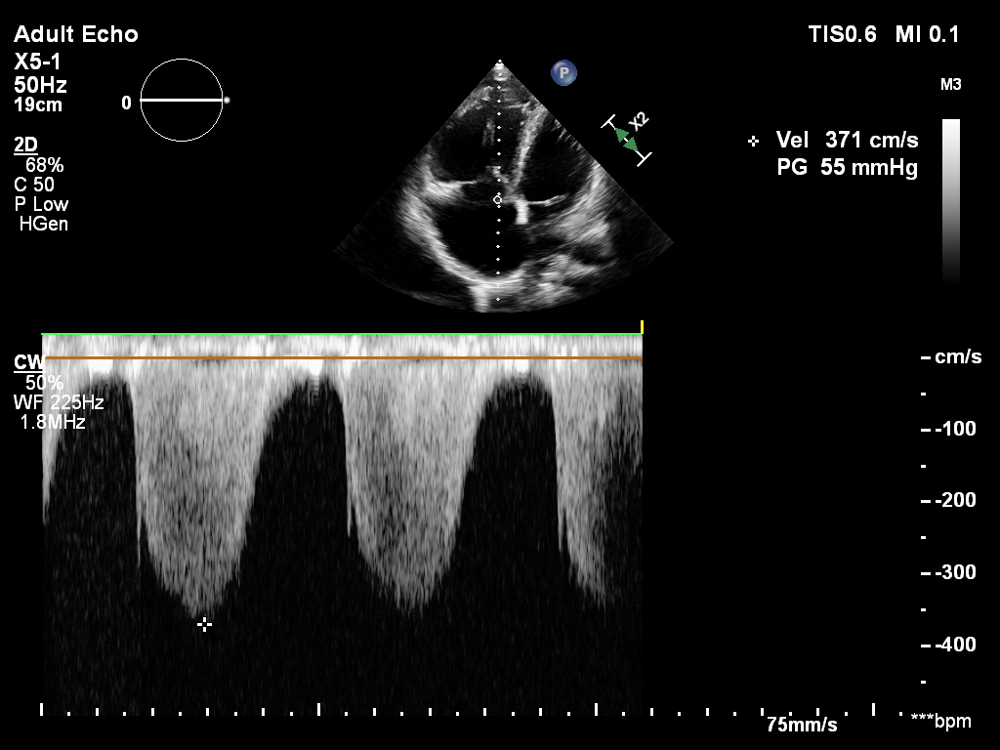 Adult Echo
TIS0.6 MI 0.1
X5-1
50Hz
19cm
0
P
X2
M3
2D
68%
C 50
P Low
HGen
Vel 371 cm/s
PG 55 mmHg
CW
50%
WF 225Hz
1.8MHz
cm/s
-100
-200
-300
-400
75mm/s
***bpm